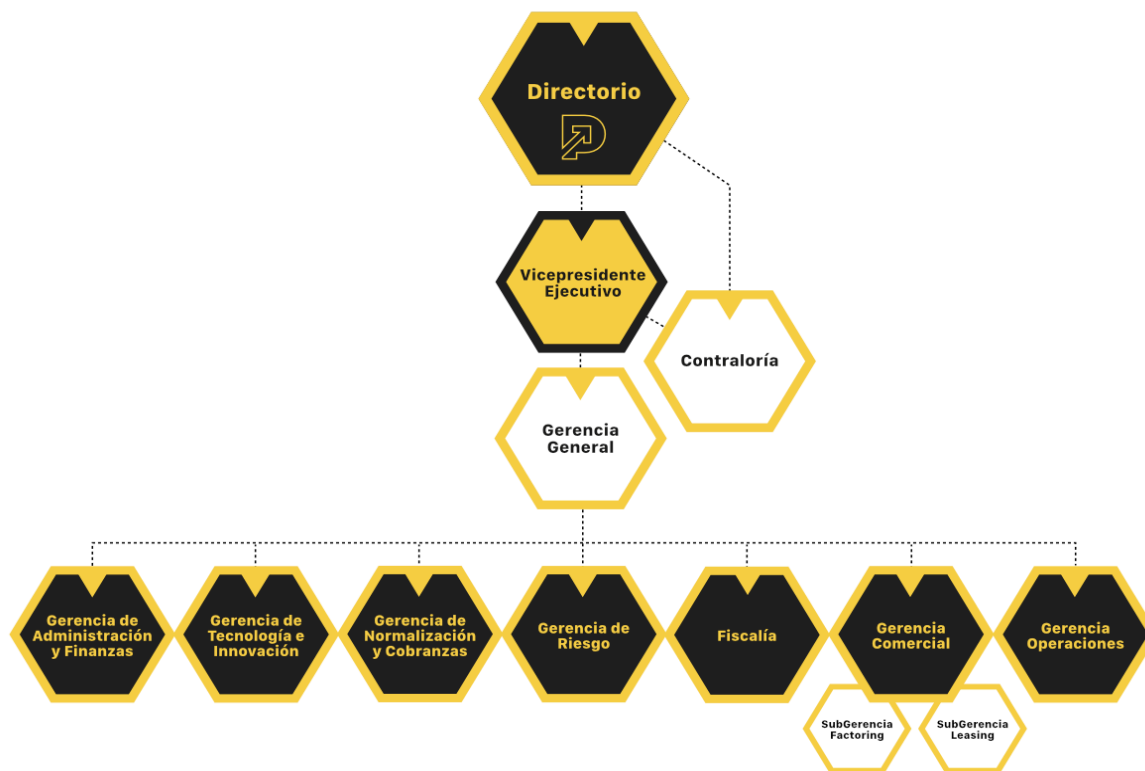 Directorio
Vicepresidente
Ejecutivo
Contraloría
Gerencia
General
Gerencia de
Administración
y Finanzas
Gerencia de
Tecnología e
Innovación
Gerencia de
Normalización
y Cobranzas
Gerencia de
Riesgo
Fiscalía
Gerencia
Comercial
Gerencia
Operaciones
SubGerencia
Factoring
SubGerencia
Leasing